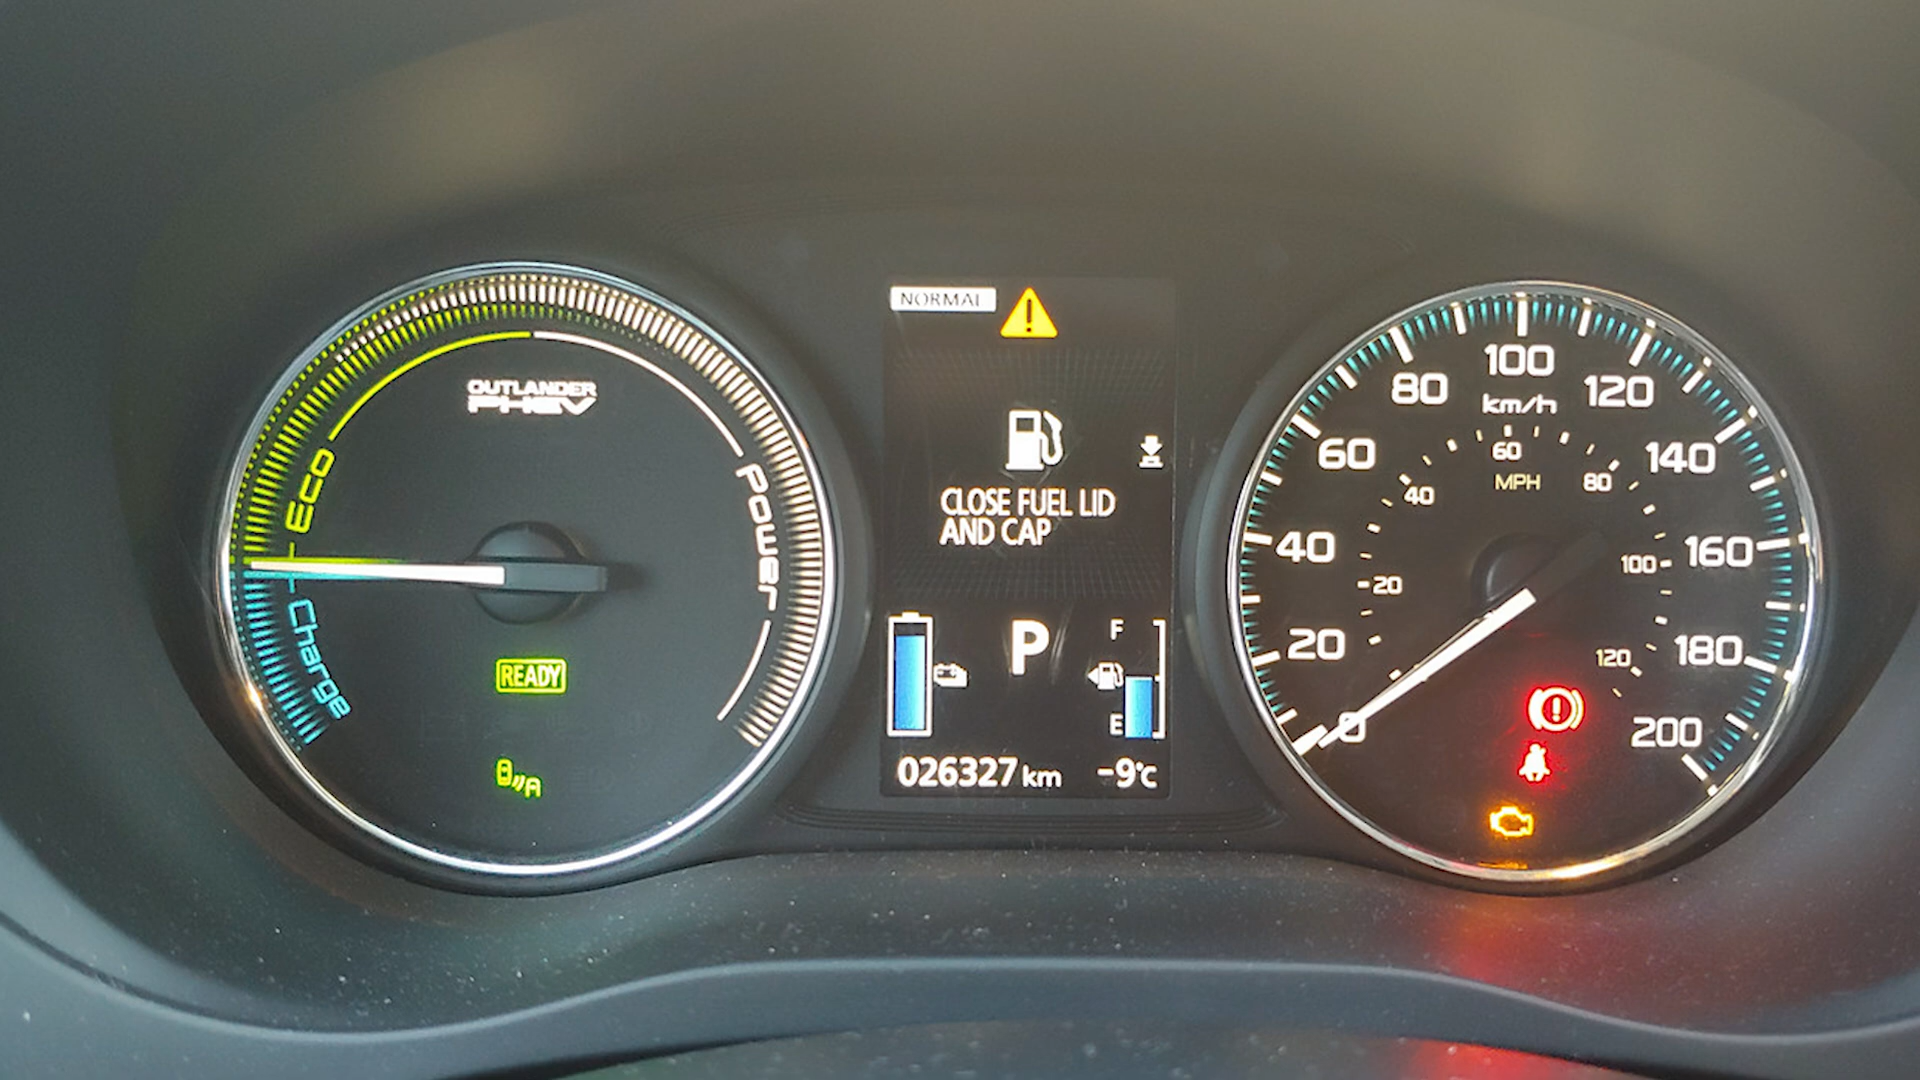 OUTLANDER
PHEV
Eco
Charge
Power
READY
A
NORMAL
CLOSE FUEL LID
AND CAP
P
F
E
026327 km
-9°C
0
20
40
60
80
100
120
140
160
180
200
km/h
20
40
60
80
100
120
MPH